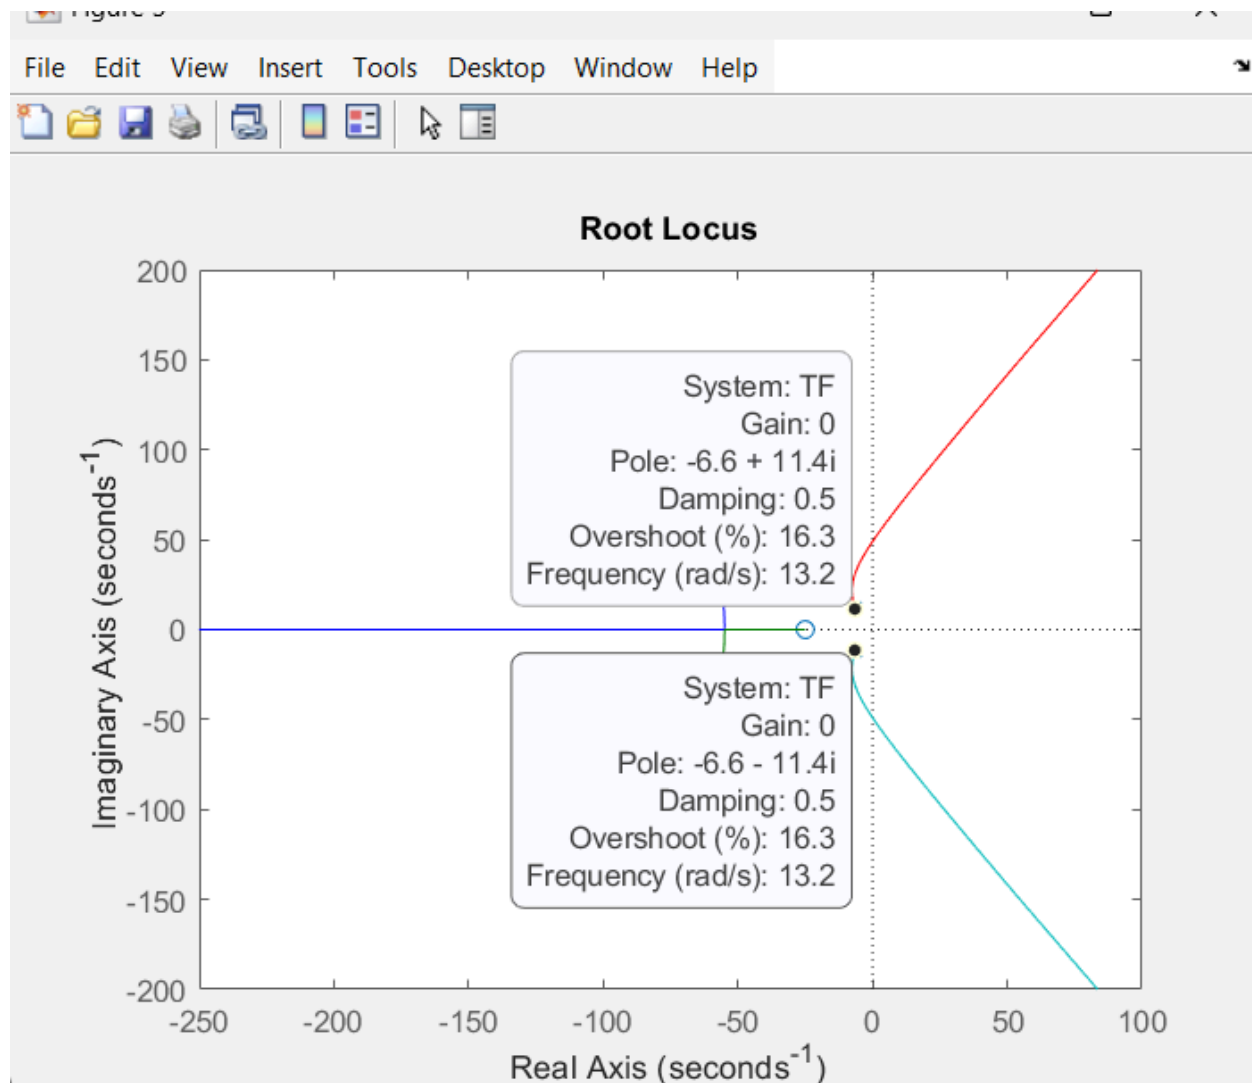 File Edit View Insert Tools Desktop Window Help
Root Locus
200
150
100
50
0
-50
-100
-150
-200
Imaginary Axis (seconds⁻¹)
System: TF
Gain: 0
Pole: -6.6 + 11.4i
Damping: 0.5
Overshoot (%): 16.3
Frequency (rad/s): 13.2
System: TF
Gain: 0
Pole: -6.6 - 11.4i
Damping: 0.5
Overshoot (%): 16.3
Frequency (rad/s): 13.2
-250 -200 -150 -100 -50 0 50 100
Real Axis (seconds⁻¹)